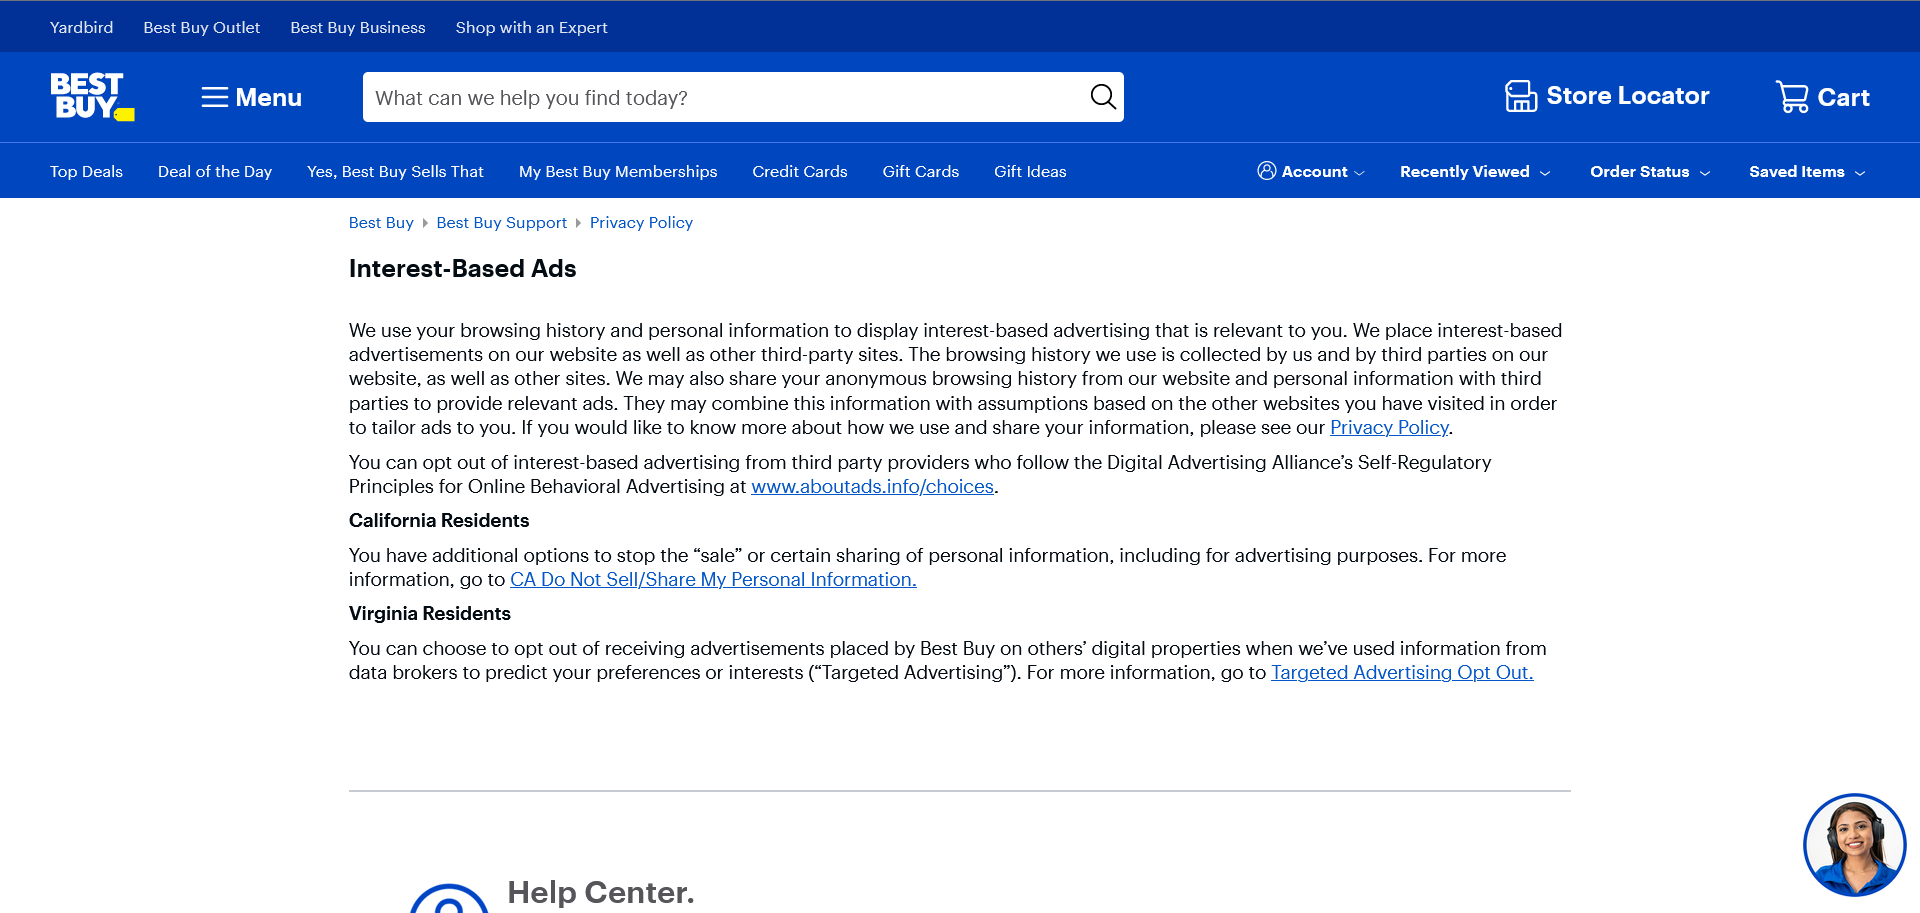 Yardbird Best Buy Outlet Best Buy Business Shop with an Expert
BEST
BUY
Menu
What can we help you find today?
Store Locator
Cart
Top Deals Deal of the Day Yes, Best Buy Sells That My Best Buy Memberships Credit Cards Gift Cards Gift Ideas Account Recently Viewed Order Status Saved Items
Best Buy Best Buy Support Privacy Policy
Interest-Based Ads
We use your browsing history and personal information to display interest-based advertising that is relevant to you. We place interest-based
advertisements on our website as well as other third-party sites. The browsing history we use is collected by us and by third parties on our
website, as well as other sites. We may also share your anonymous browsing history from our website and personal information with third
parties to provide relevant ads. They may combine this information with assumptions based on the other websites you have visited in order
to tailor ads to you. If you would like to know more about how we use and share your information, please see our Privacy Policy.
You can opt out of interest-based advertising from third party providers who follow the Digital Advertising Alliance’s Self-Regulatory
Principles for Online Behavioral Advertising at www.aboutads.info/choices.
California Residents
You have additional options to stop the “sale” or certain sharing of personal information, including for advertising purposes. For more
information, go to CA Do Not Sell/Share My Personal Information.
Virginia Residents
You can choose to opt out of receiving advertisements placed by Best Buy on others’ digital properties when we’ve used information from
data brokers to predict your preferences or interests (“Targeted Advertising”). For more information, go to Targeted Advertising Opt Out.
Help Center.